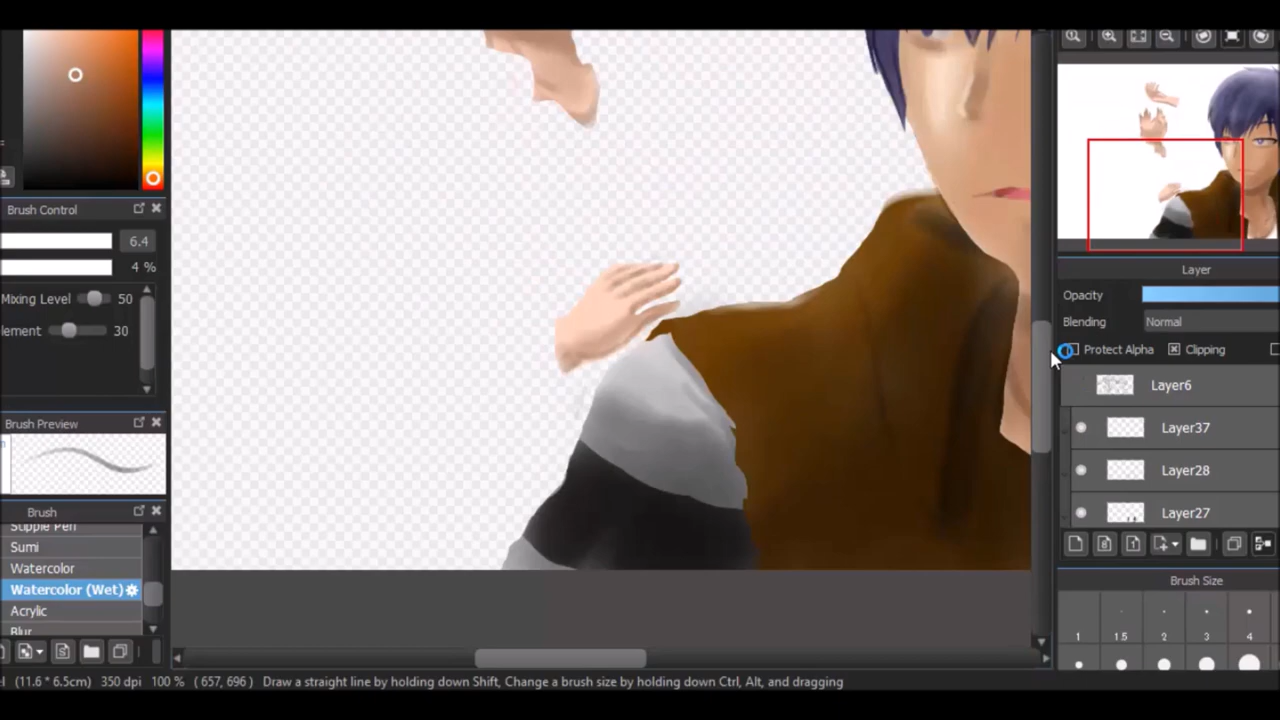 Brush Control
6.4
4 %
Mixing Level 50
lement 30
Brush Preview
Brush
Supple Pen
Sumi
Watercolor
Watercolor (Wet)
Acrylic
Blur
Layer
Opacity
Blending Normal
Protect Alpha Clipping
Layer6
Layer37
Layer28
Layer27
Brush Size
1 1.5 2 3 4
(11.6 * 6.5cm) 350 dpi 100 % ( 657, 696 ) Draw a straight line by holding down Shift, Change a brush size by holding down Ctrl, Alt, and dragging